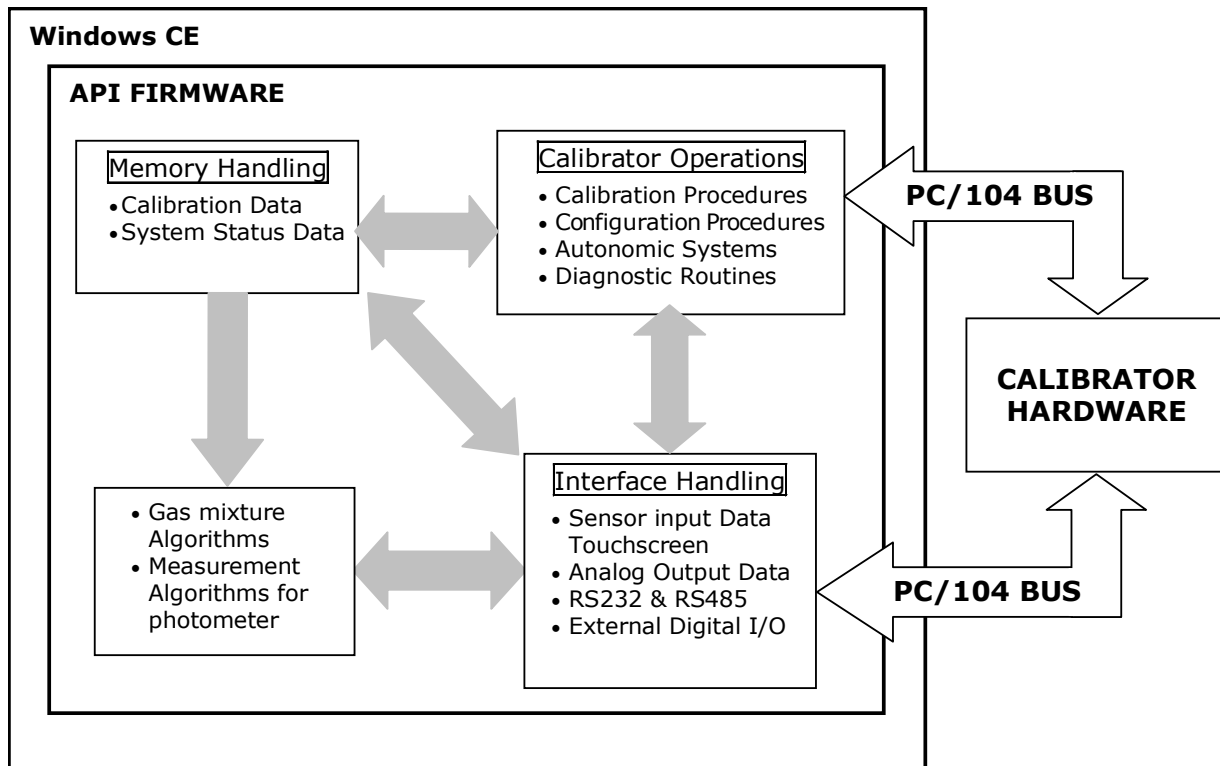 Windows CE
API FIRMWARE
Memory Handling
•Calibration Data
•System Status Data
Calibrator Operations
• Calibration Procedures
• Configuration Procedures
• Autonomic Systems
• Diagnostic Routines
PC/104 BUS
CALIBRATOR
HARDWARE
• Gas mixture
Algorithms
• Measurement
Algorithms for
photometer
Interface Handling
• Sensor input Data
Touchscreen
• Analog Output Data
• RS232 & RS485
• External Digital I/O
PC/104 BUS